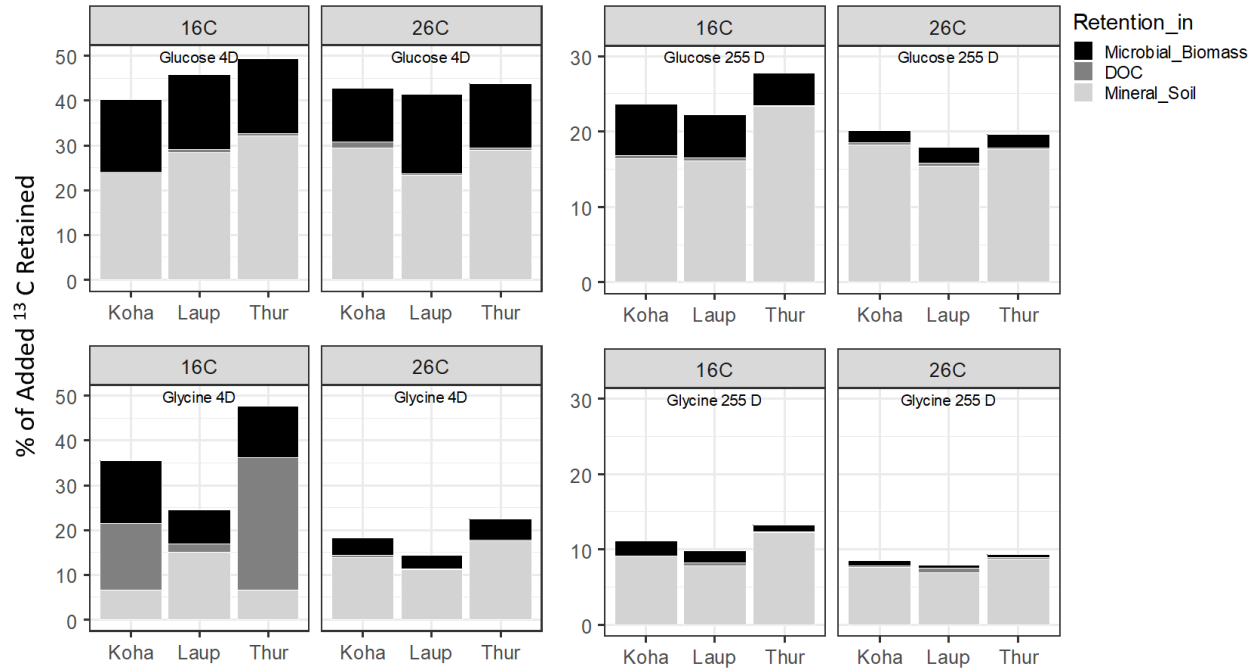 16C
26C
Glucose 4D
Glucose 4D
50
40
30
20
10
0
Koha Laup Thur
Koha Laup Thur
16C
26C
Glucose 255 D
Glucose 255 D
30
20
10
0
Koha Laup Thur
Koha Laup Thur
Retention_in
Microbial_Biomass
DOC
Mineral_Soil
% of Added ¹³ C Retained
16C
26C
Glycine 4D
Glycine 4D
50
40
30
20
10
0
Koha Laup Thur
Koha Laup Thur
16C
26C
Glycine 255 D
Glycine 255 D
30
20
10
0
Koha Laup Thur
Koha Laup Thur